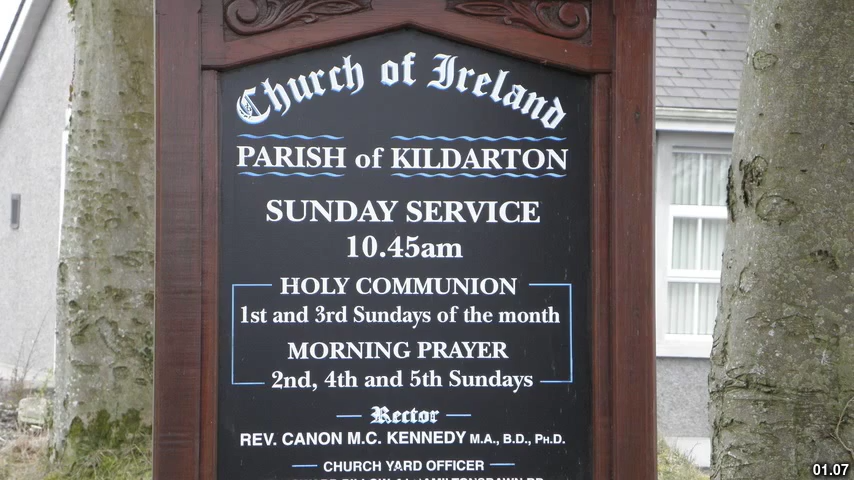 Church of Ireland
PARISH of KILDARTON
SUNDAY SERVICE
10.45am
HOLY COMMUNION
1st and 3rd Sundays of the month
MORNING PRAYER
2nd, 4th and 5th Sundays
Rector
REV. CANON M.C. KENNEDY M.A., B.D., PH.D.
CHURCH YARD OFFICER
01.07